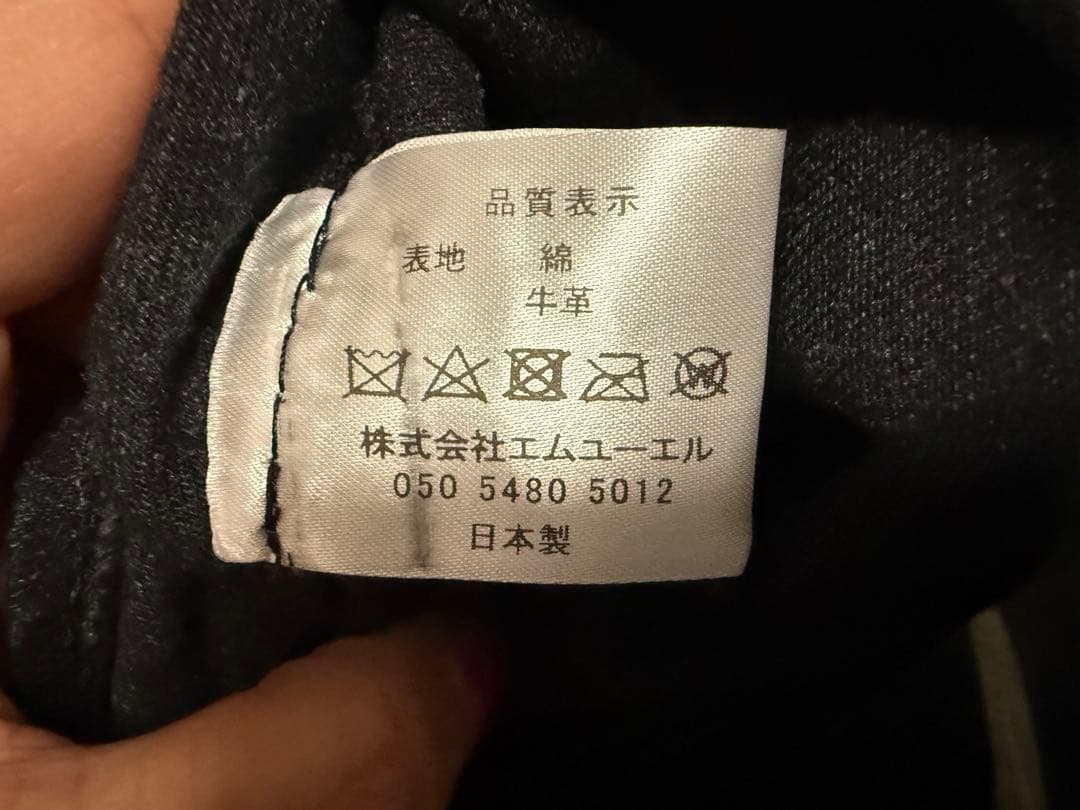 品質表示
表地 綿
牛革
株式会社エムユーエル
050 5480 5012
日本製